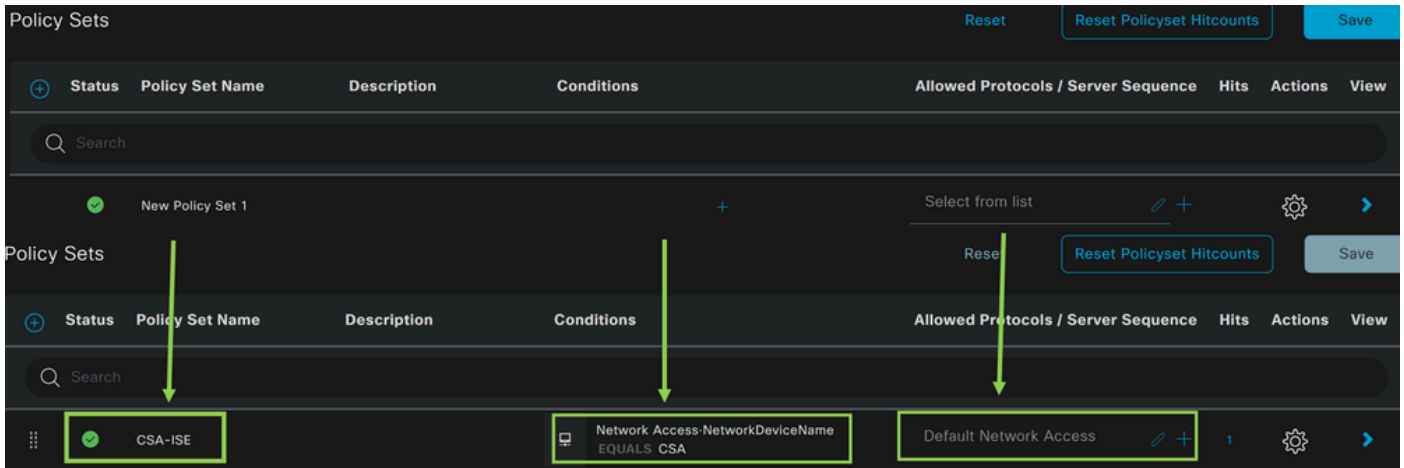 Policy Sets Reset Reset Policyset Hitcounts Save
Status Policy Set Name Description Conditions Allowed Protocols / Server Sequence Hits Actions View
Search
New Policy Set 1 + Select from list +
Policy Sets Reset Reset Policyset Hitcounts Save
Status Policy Set Name Description Conditions Allowed Protocols / Server Sequence Hits Actions View
Search
CSA-ISE Network Access·NetworkDeviceName Default Network Access + 1
EQUALS CSA